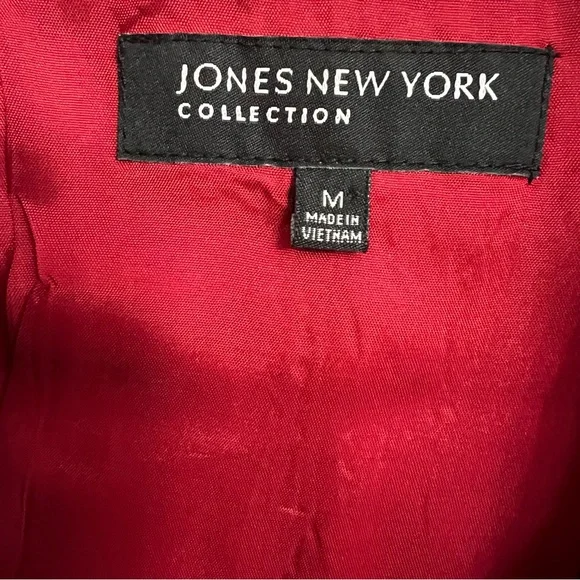 JONES NEW YORK
COLLECTION
M
MADE IN
VIETNAM